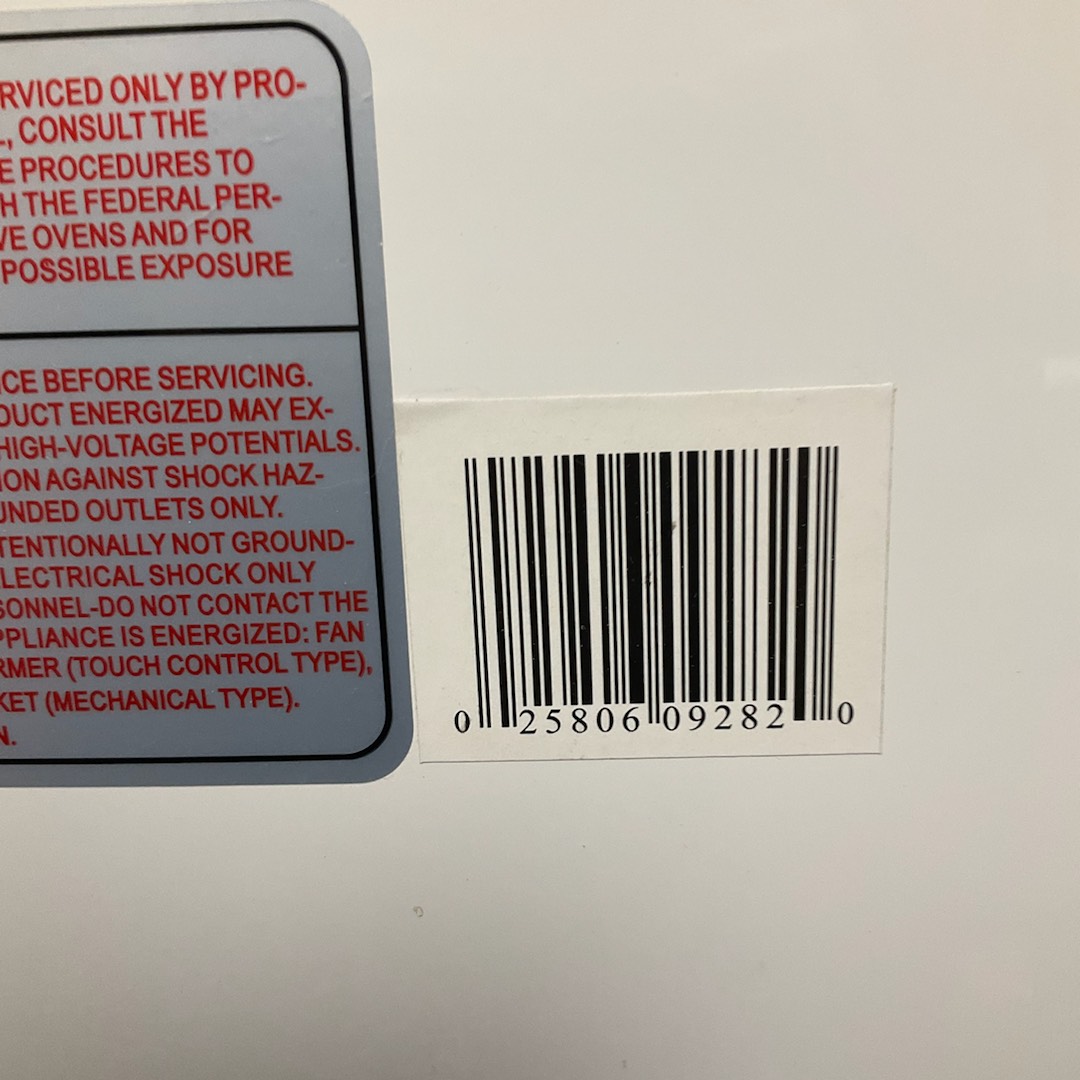 RVICED ONLY BY PRO-
L, CONSULT THE
E PROCEDURES TO
H THE FEDERAL PER-
VE OVENS AND FOR
POSSIBLE EXPOSURE
ICE BEFORE SERVICING.
DUCT ENERGIZED MAY EX-
HIGH-VOLTAGE POTENTIALS.
ION AGAINST SHOCK HAZ-
UNDED OUTLETS ONLY.
TENTIONALLY NOT GROUND-
LECTRICAL SHOCK ONLY
SONNEL-DO NOT CONTACT THE
PPLIANCE IS ENERGIZED: FAN
RMER (TOUCH CONTROL TYPE),
KET (MECHANICAL TYPE).
N.
0 25806 09282 0